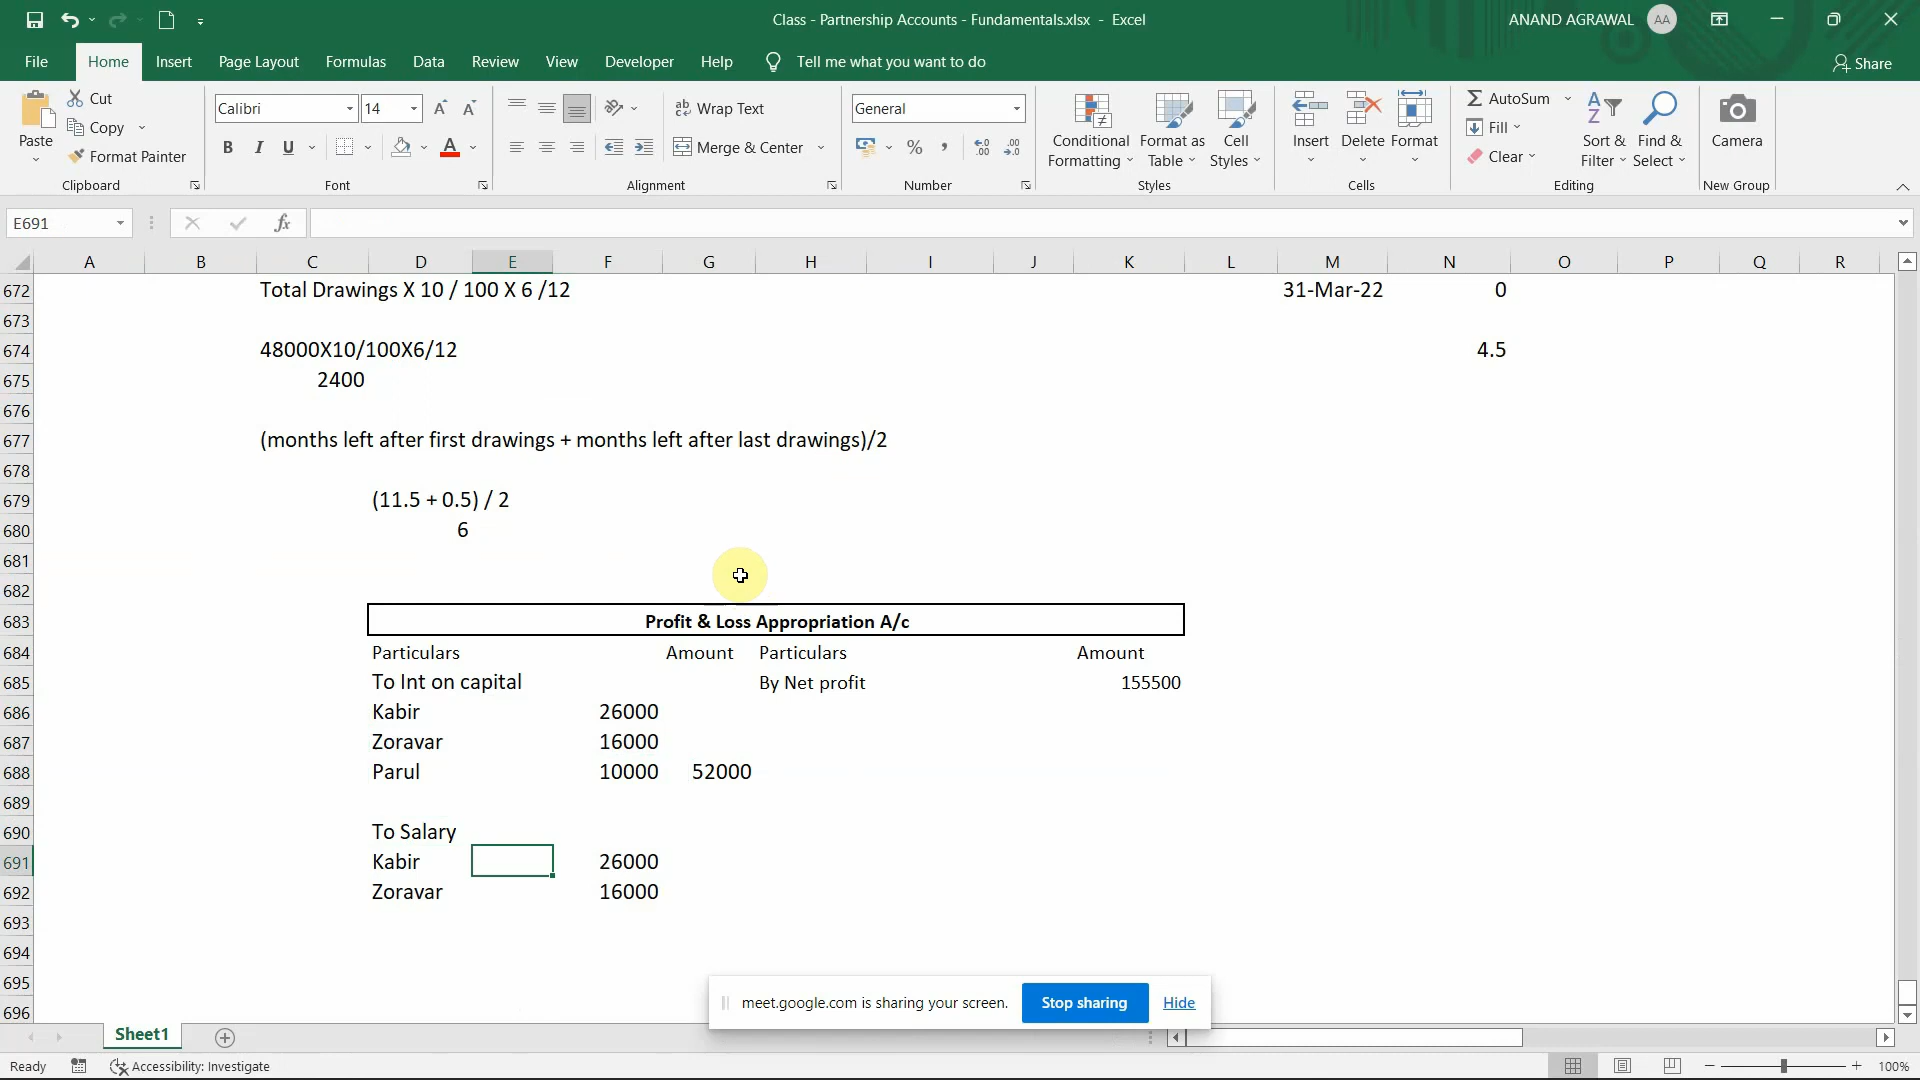 Class - Partnership Accounts - Fundamentals.xlsx - Excel
ANAND AGRAWAL AA
File Home Insert Page Layout Formulas Data Review View Developer Help Tell me what you want to do Share
Paste
Cut
Copy
Format Painter
Clipboard
Calibri 14
B I U A
Font
Wrap Text
Merge & Center
Alignment
General
% ,
Number
Conditional Formatting
Format as Table
Cell Styles
Styles
Insert Delete Format
Cells
AutoSum
Fill
Clear
Sort & Filter
Find & Select
Editing
Camera
New Group
E691 fx
A B C D E F G H I J K L M N O P Q R
672 Total Drawings X 10 / 100 X 6 /12 31-Mar-22 0
673
674 48000X10/100X6/12 4.5
675 2400
676
677 (months left after first drawings + months left after last drawings)/2
678
679 (11.5 + 0.5) / 2
680 6
681
682
683 Profit & Loss Appropriation A/c
684 Particulars Amount Particulars Amount
685 To Int on capital By Net profit 155500
686 Kabir 26000
687 Zoravar 16000
688 Parul 10000 52000
689
690 To Salary
691 Kabir 26000
692 Zoravar 16000
693
694
695
696
meet.google.com is sharing your screen. Stop sharing Hide
Sheet1
Ready Accessibility: Investigate 100%